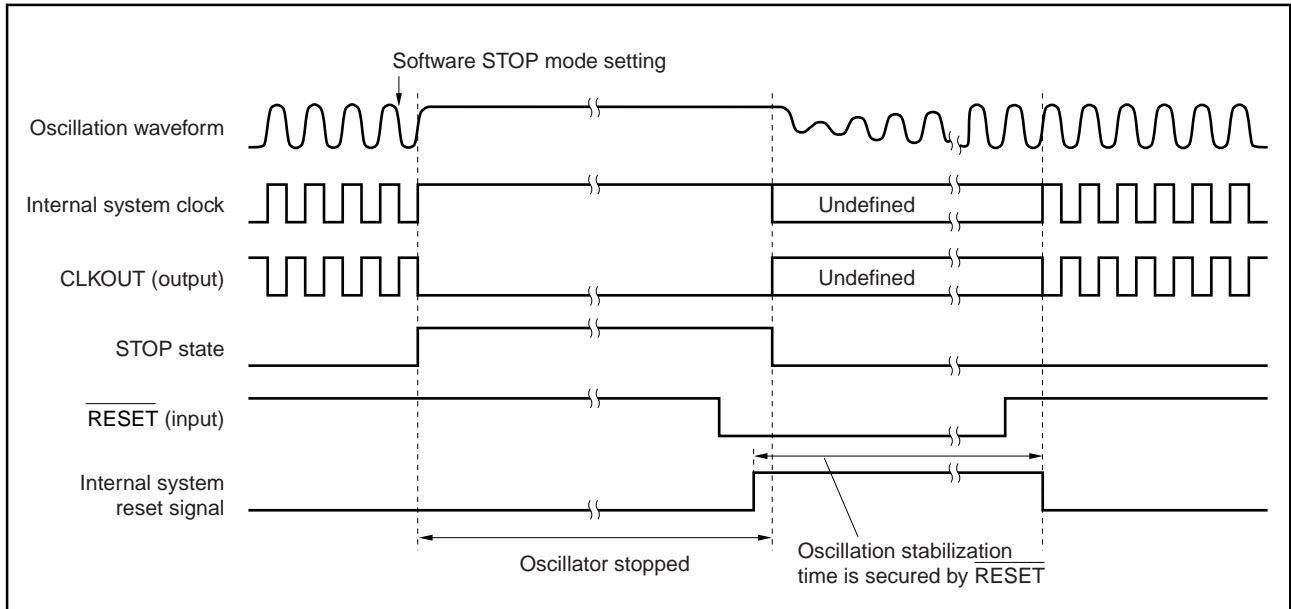 Software STOP mode setting
Oscillation waveform
Internal system clock
Undefined
CLKOUT (output)
Undefined
STOP state
RESET (input)
Internal system
reset signal
Oscillator stopped
Oscillation stabilization
time is secured by RESET